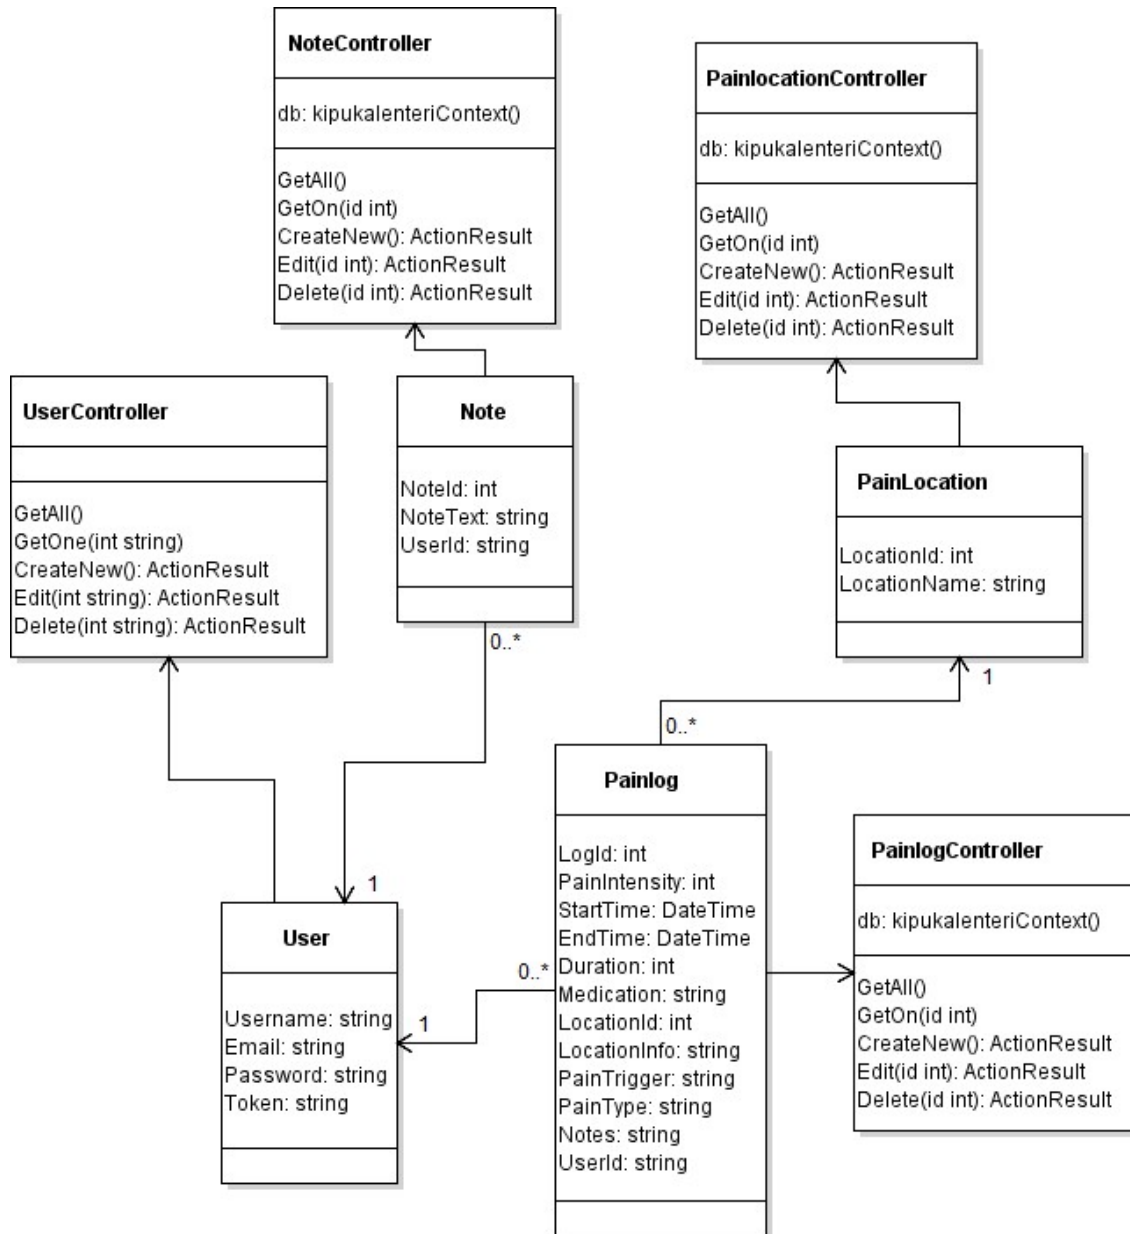 NoteController
db: kipukalenteriContext()
GetAll()
GetOn(id int)
CreateNew(): ActionResult
Edit(id int): ActionResult
Delete(id int): ActionResult
PainlocationController
db: kipukalenteriContext()
GetAll()
GetOn(id int)
CreateNew(): ActionResult
Edit(id int): ActionResult
Delete(id int): ActionResult
UserController
GetAll()
GetOne(int string)
CreateNew(): ActionResult
Edit(int string): ActionResult
Delete(int string): ActionResult
Note
NoteId: int
NoteText: string
UserId: string
0..*
PainLocation
LocationId: int
LocationName: string
1
0..*
1
User
Username: string
Email: string
Password: string
Token: string
1
0..*
Painlog
LogId: int
PainIntensity: int
StartTime: DateTime
EndTime: DateTime
Duration: int
Medication: string
LocationId: int
LocationInfo: string
PainTrigger: string
PainType: string
Notes: string
UserId: string
PainlogController
db: kipukalenteriContext()
GetAll()
GetOn(id int)
CreateNew(): ActionResult
Edit(id int): ActionResult
Delete(id int): ActionResult